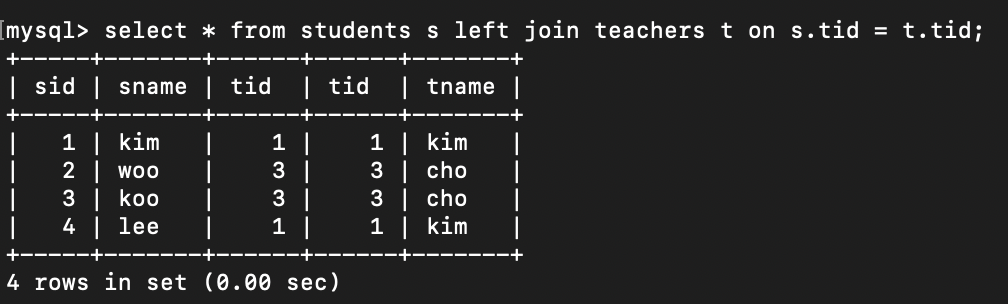 [mysql> select * from students s left join teachers t on s.tid = t.tid;
+-----+-------+------+------+-------+
| sid | sname | tid  | tid  | tname |
+-----+-------+------+------+-------+
|   1 | kim   |    1 |    1 | kim   |
|   2 | woo   |    3 |    3 | cho   |
|   3 | koo   |    3 |    3 | cho   |
|   4 | lee   |    1 |    1 | kim   |
+-----+-------+------+------+-------+
4 rows in set (0.00 sec)